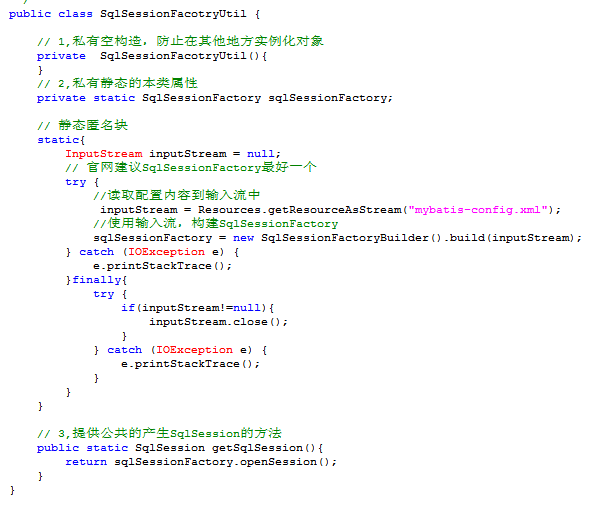 public class SqlSessionFacotryUtil {
// 1,私有空构造，防止在其他地方实例化对象
private  SqlSessionFacotryUtil(){
}
// 2,私有静态的本类属性
private static SqlSessionFactory sqlSessionFactory;
// 静态匿名块
static{
InputStream inputStream = null;
// 官网建议SqlSessionFactory最好一个
try {
//读取配置内容到输入流中
inputStream = Resources.getResourceAsStream("mybatis-config.xml");
//使用输入流，构建SqlSessionFactory
sqlSessionFactory = new SqlSessionFactoryBuilder().build(inputStream);
} catch (IOException e) {
e.printStackTrace();
}finally{
try {
if(inputStream!=null){
inputStream.close();
}
} catch (IOException e) {
e.printStackTrace();
}
}
}
// 3,提供公共的产生SqlSession的方法
public static SqlSession getSqlSession(){
return sqlSessionFactory.openSession();
}
}